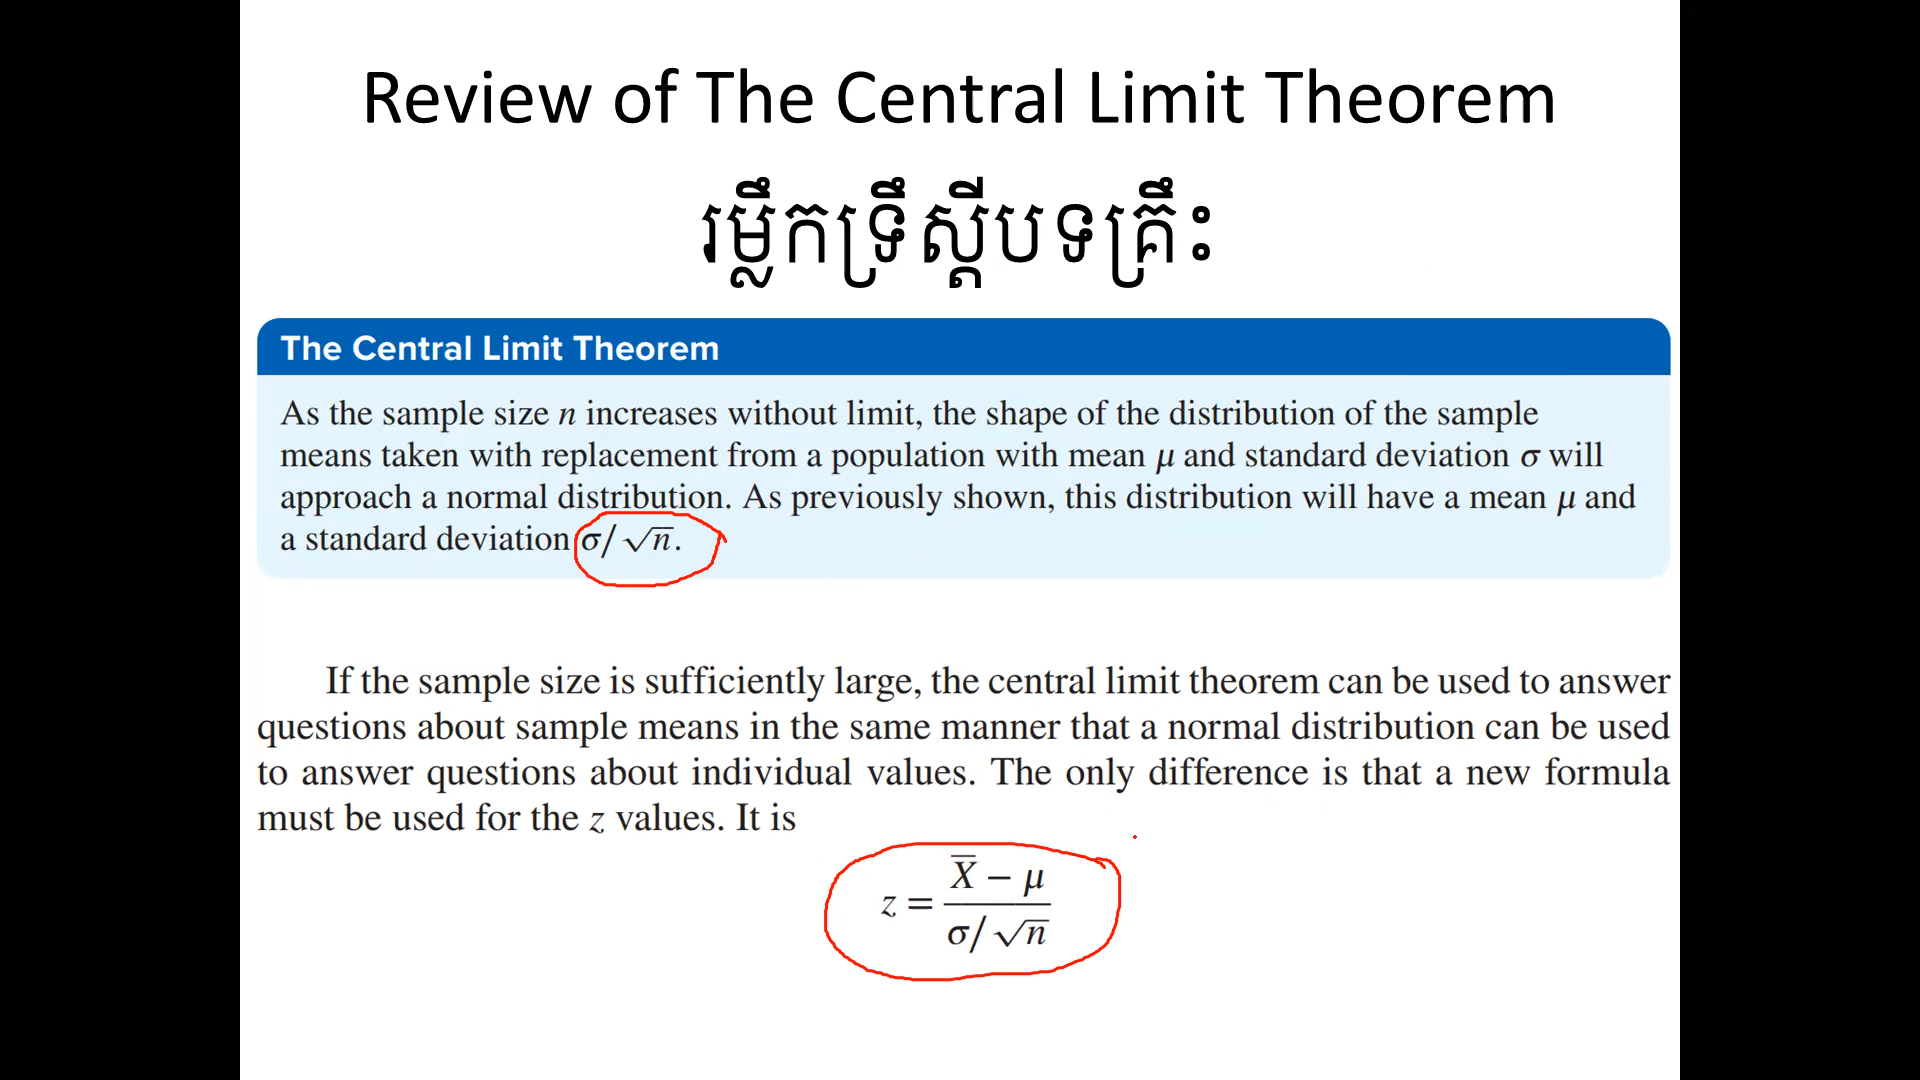 Review of The Central Limit Theorem
រម្លឹកទ្រឹស្តីបទគ្រឹះ
The Central Limit Theorem
As the sample size n increases without limit, the shape of the distribution of the sample
means taken with replacement from a population with mean μ and standard deviation σ will
approach a normal distribution. As previously shown, this distribution will have a mean μ and
a standard deviation σ/√n.
If the sample size is sufficiently large, the central limit theorem can be used to answer
questions about sample means in the same manner that a normal distribution can be used
to answer questions about individual values. The only difference is that a new formula
must be used for the z values. It is
z = (X̅ − μ) / (σ/√n)